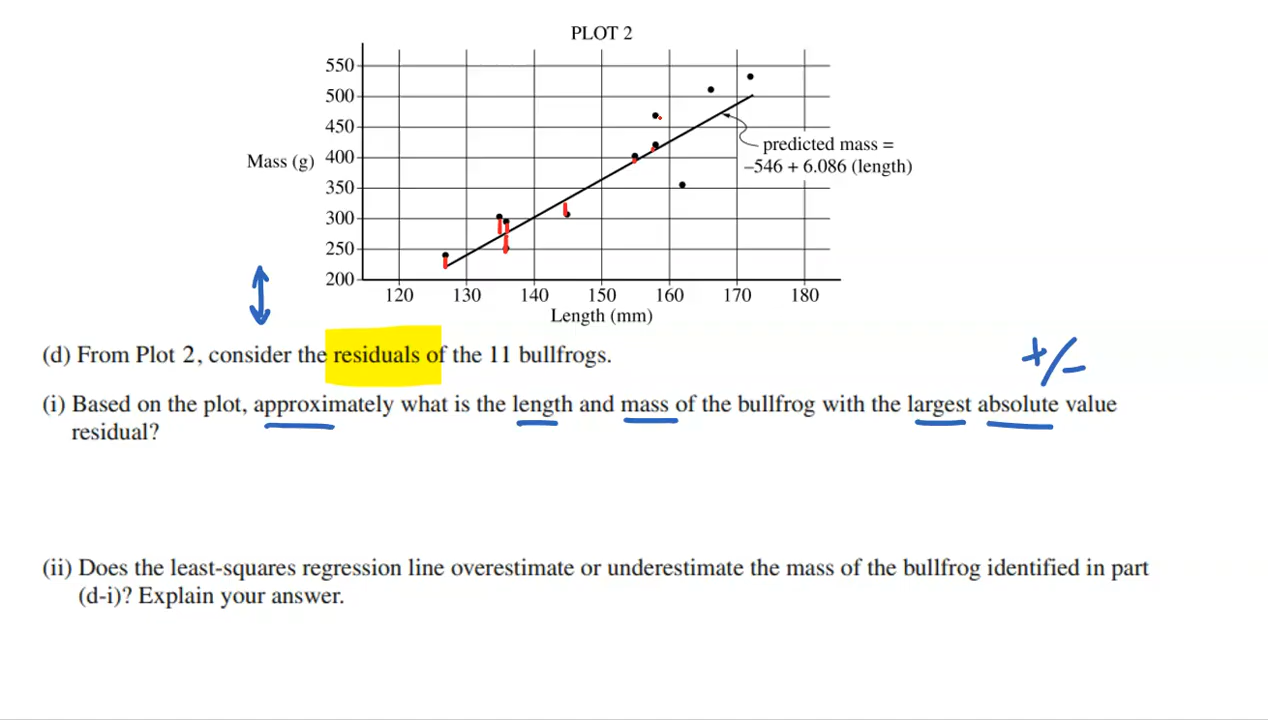 PLOT 2
550
500
450
400
350
300
250
200
Mass (g)
predicted mass =
–546 + 6.086 (length)
120 130 140 150 160 170 180
Length (mm)
(d) From Plot 2, consider the residuals of the 11 bullfrogs.
+/-
(i) Based on the plot, approximately what is the length and mass of the bullfrog with the largest absolute value
residual?
(ii) Does the least-squares regression line overestimate or underestimate the mass of the bullfrog identified in part
(d-i)? Explain your answer.